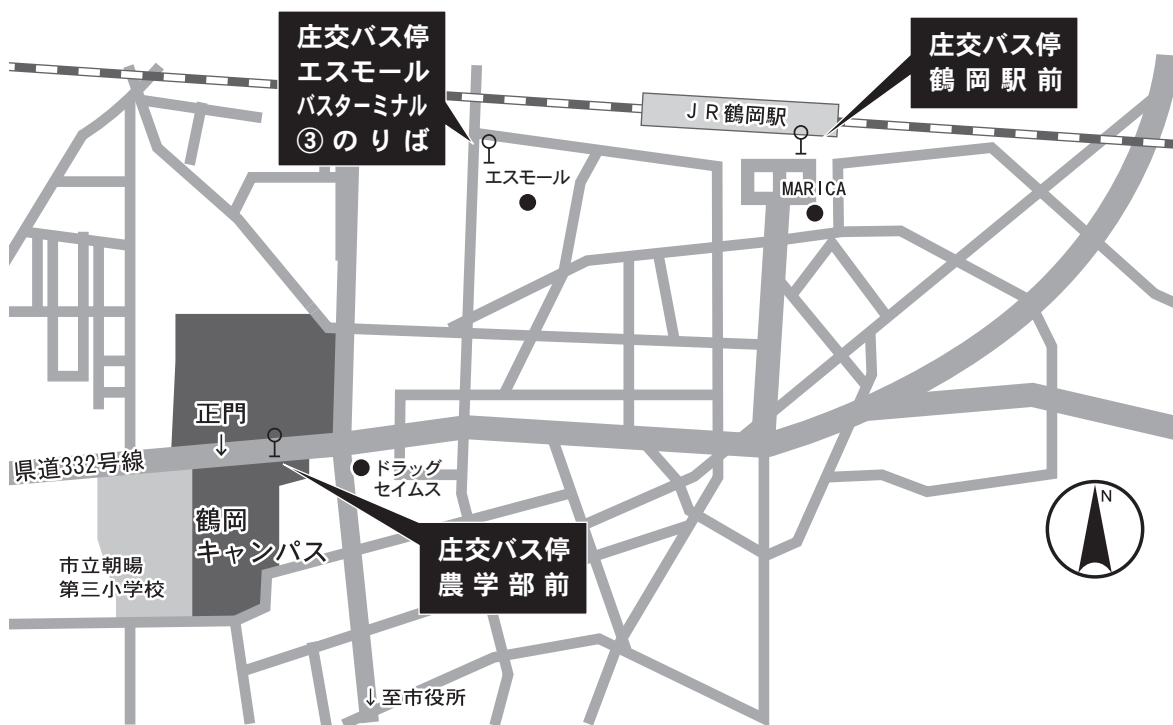 庄交バス停
エスモール
バスターミナル
③のりば
庄交バス停
鶴岡駅前
JR鶴岡駅
エスモール
MARICA
正門
↓
県道332号線
ドラッグ
セイムス
鶴岡
キャンパス
市立朝暘
第三小学校
庄交バス停
農学部前
N
↓至市役所